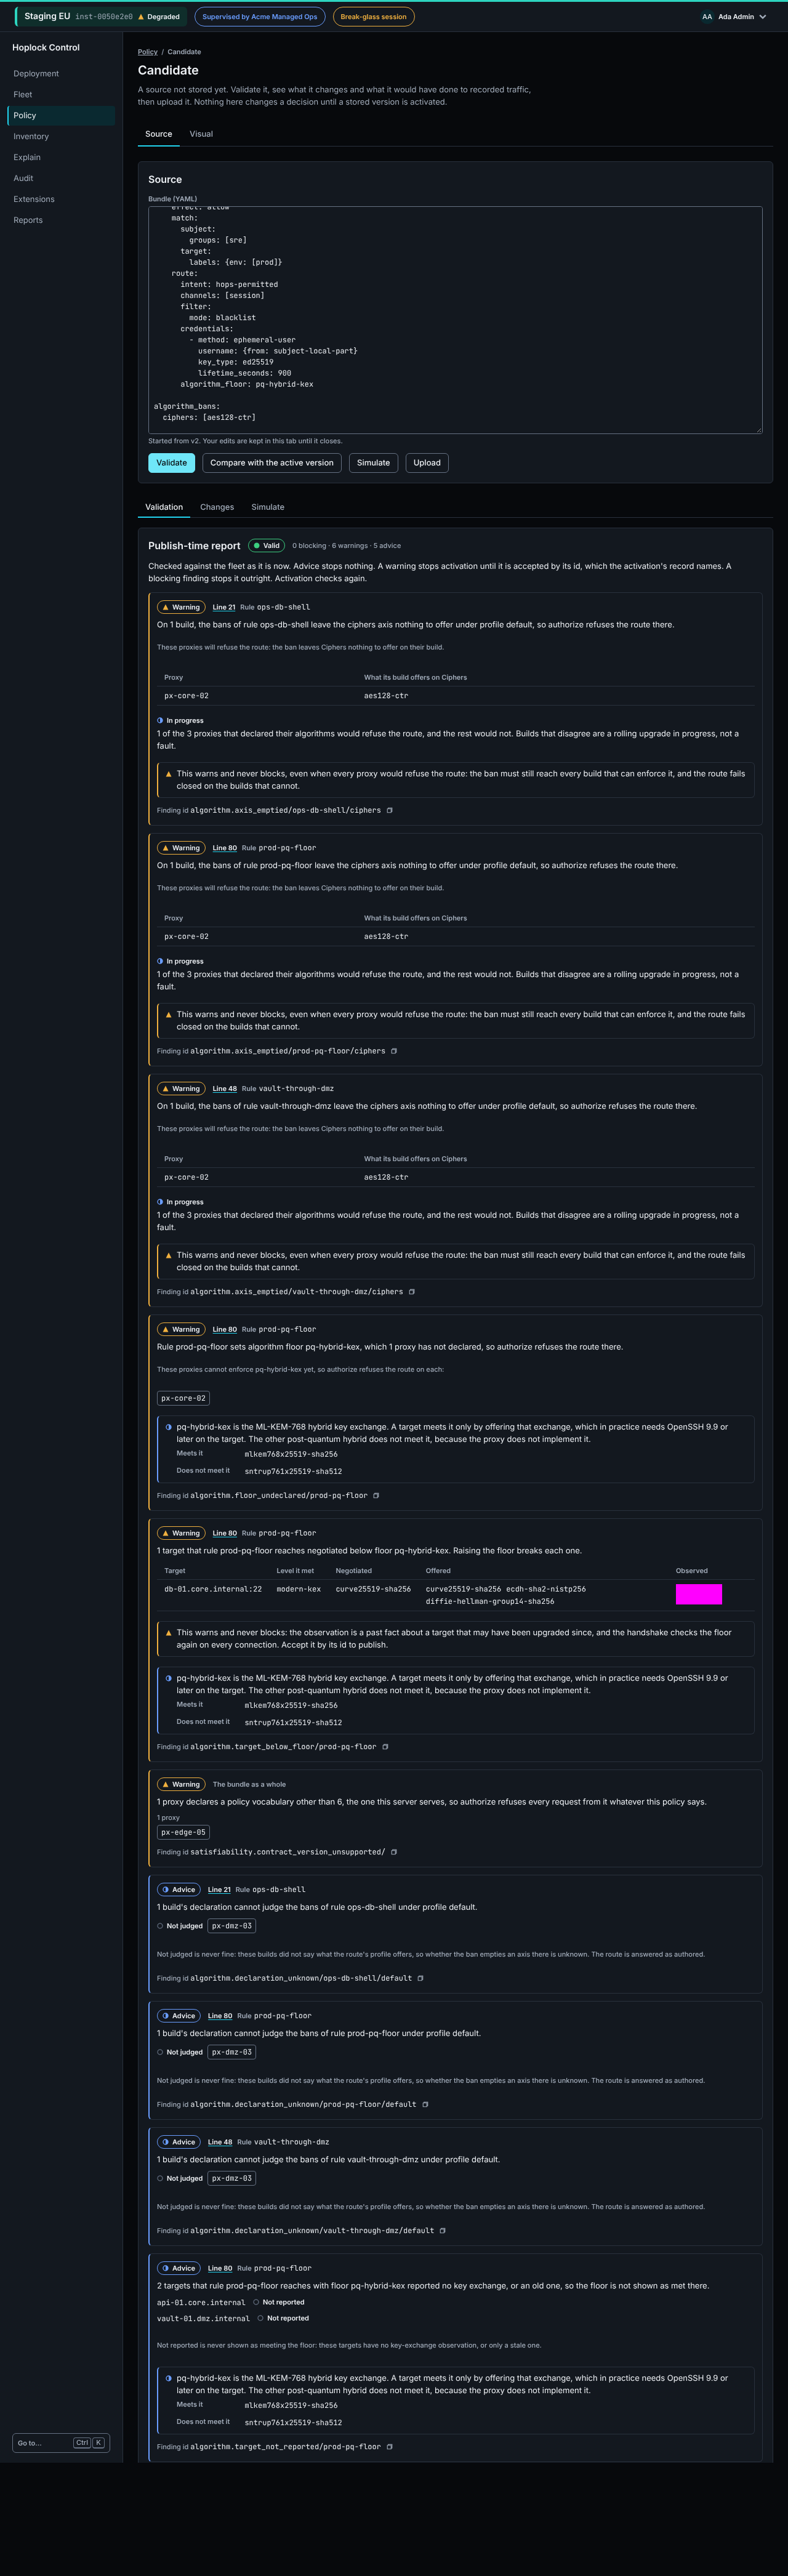 Staging EU inst-0050e2e0 Degraded Supervised by Acme Managed Ops Break-glass session AA Ada Admin
Hoplock Control
Deployment
Fleet
Policy
Inventory
Explain
Audit
Extensions
Reports
Go to... Ctrl K
Policy / Candidate
Candidate
A source not stored yet. Validate it, see what it changes and what it would have done to recorded traffic,
then upload it. Nothing here changes a decision until a stored version is activated.
Source Visual
Source
Bundle (YAML)
effect: allow
match:
subject:
groups: [sre]
target:
labels: {env: [prod]}
route:
intent: hops-permitted
channels: [session]
filter:
mode: blacklist
credentials:
- method: ephemeral-user
username: {from: subject-local-part}
key_type: ed25519
lifetime_seconds: 900
algorithm_floor: pq-hybrid-kex
algorithm_bans:
ciphers: [aes128-ctr]
Started from v2. Your edits are kept in this tab until it closes.
Validate Compare with the active version Simulate Upload
Validation Changes Simulate
Publish-time report Valid 0 blocking · 6 warnings · 5 advice
Checked against the fleet as it is now. Advice stops nothing. A warning stops activation until it is accepted by its id, which the activation's record names. A
blocking finding stops it outright. Activation checks again.
Warning Line 21 Rule ops-db-shell
On 1 build, the bans of rule ops-db-shell leave the ciphers axis nothing to offer under profile default, so authorize refuses the route there.
These proxies will refuse the route: the ban leaves Ciphers nothing to offer on their build.
Proxy What its build offers on Ciphers
px-core-02 aes128-ctr
In progress
1 of the 3 proxies that declared their algorithms would refuse the route, and the rest would not. Builds that disagree are a rolling upgrade in progress, not a
fault.
This warns and never blocks, even when every proxy would refuse the route: the ban must still reach every build that can enforce it, and the route fails
closed on the builds that cannot.
Finding id algorithm.axis_emptied/ops-db-shell/ciphers
Warning Line 80 Rule prod-pq-floor
On 1 build, the bans of rule prod-pq-floor leave the ciphers axis nothing to offer under profile default, so authorize refuses the route there.
These proxies will refuse the route: the ban leaves Ciphers nothing to offer on their build.
Proxy What its build offers on Ciphers
px-core-02 aes128-ctr
In progress
1 of the 3 proxies that declared their algorithms would refuse the route, and the rest would not. Builds that disagree are a rolling upgrade in progress, not a
fault.
This warns and never blocks, even when every proxy would refuse the route: the ban must still reach every build that can enforce it, and the route fails
closed on the builds that cannot.
Finding id algorithm.axis_emptied/prod-pq-floor/ciphers
Warning Line 48 Rule vault-through-dmz
On 1 build, the bans of rule vault-through-dmz leave the ciphers axis nothing to offer under profile default, so authorize refuses the route there.
These proxies will refuse the route: the ban leaves Ciphers nothing to offer on their build.
Proxy What its build offers on Ciphers
px-core-02 aes128-ctr
In progress
1 of the 3 proxies that declared their algorithms would refuse the route, and the rest would not. Builds that disagree are a rolling upgrade in progress, not a
fault.
This warns and never blocks, even when every proxy would refuse the route: the ban must still reach every build that can enforce it, and the route fails
closed on the builds that cannot.
Finding id algorithm.axis_emptied/vault-through-dmz/ciphers
Warning Line 80 Rule prod-pq-floor
Rule prod-pq-floor sets algorithm floor pq-hybrid-kex, which 1 proxy has not declared, so authorize refuses the route there.
These proxies cannot enforce pq-hybrid-kex yet, so authorize refuses the route on each:
px-core-02
pq-hybrid-kex is the ML-KEM-768 hybrid key exchange. A target meets it only by offering that exchange, which in practice needs OpenSSH 9.9 or
later on the target. The other post-quantum hybrid does not meet it, because the proxy does not implement it.
Meets it mlkem768x25519-sha256
Does not meet it sntrup761x25519-sha512
Finding id algorithm.floor_undeclared/prod-pq-floor
Warning Line 80 Rule prod-pq-floor
1 target that rule prod-pq-floor reaches negotiated below floor pq-hybrid-kex. Raising the floor breaks each one.
Target Level it met Negotiated Offered Observed
db-01.core.internal:22 modern-kex curve25519-sha256 curve25519-sha256 ecdh-sha2-nistp256
diffie-hellman-group14-sha256
This warns and never blocks: the observation is a past fact about a target that may have been upgraded since, and the handshake checks the floor
again on every connection. Accept it by its id to publish.
pq-hybrid-kex is the ML-KEM-768 hybrid key exchange. A target meets it only by offering that exchange, which in practice needs OpenSSH 9.9 or
later on the target. The other post-quantum hybrid does not meet it, because the proxy does not implement it.
Meets it mlkem768x25519-sha256
Does not meet it sntrup761x25519-sha512
Finding id algorithm.target_below_floor/prod-pq-floor
Warning The bundle as a whole
1 proxy declares a policy vocabulary other than 6, the one this server serves, so authorize refuses every request from it whatever this policy says.
1 proxy
px-edge-05
Finding id satisfiability.contract_version_unsupported/
Advice Line 21 Rule ops-db-shell
1 build's declaration cannot judge the bans of rule ops-db-shell under profile default.
Not judged px-dmz-03
Not judged is never fine: these builds did not say what the route's profile offers, so whether the ban empties an axis there is unknown. The route is answered as authored.
Finding id algorithm.declaration_unknown/ops-db-shell/default
Advice Line 80 Rule prod-pq-floor
1 build's declaration cannot judge the bans of rule prod-pq-floor under profile default.
Not judged px-dmz-03
Not judged is never fine: these builds did not say what the route's profile offers, so whether the ban empties an axis there is unknown. The route is answered as authored.
Finding id algorithm.declaration_unknown/prod-pq-floor/default
Advice Line 48 Rule vault-through-dmz
1 build's declaration cannot judge the bans of rule vault-through-dmz under profile default.
Not judged px-dmz-03
Not judged is never fine: these builds did not say what the route's profile offers, so whether the ban empties an axis there is unknown. The route is answered as authored.
Finding id algorithm.declaration_unknown/vault-through-dmz/default
Advice Line 80 Rule prod-pq-floor
2 targets that rule prod-pq-floor reaches with floor pq-hybrid-kex reported no key exchange, or an old one, so the floor is not shown as met there.
api-01.core.internal Not reported
vault-01.dmz.internal Not reported
Not reported is never shown as meeting the floor: these targets have no key-exchange observation, or only a stale one.
pq-hybrid-kex is the ML-KEM-768 hybrid key exchange. A target meets it only by offering that exchange, which in practice needs OpenSSH 9.9 or
later on the target. The other post-quantum hybrid does not meet it, because the proxy does not implement it.
Meets it mlkem768x25519-sha256
Does not meet it sntrup761x25519-sha512
Finding id algorithm.target_not_reported/prod-pq-floor